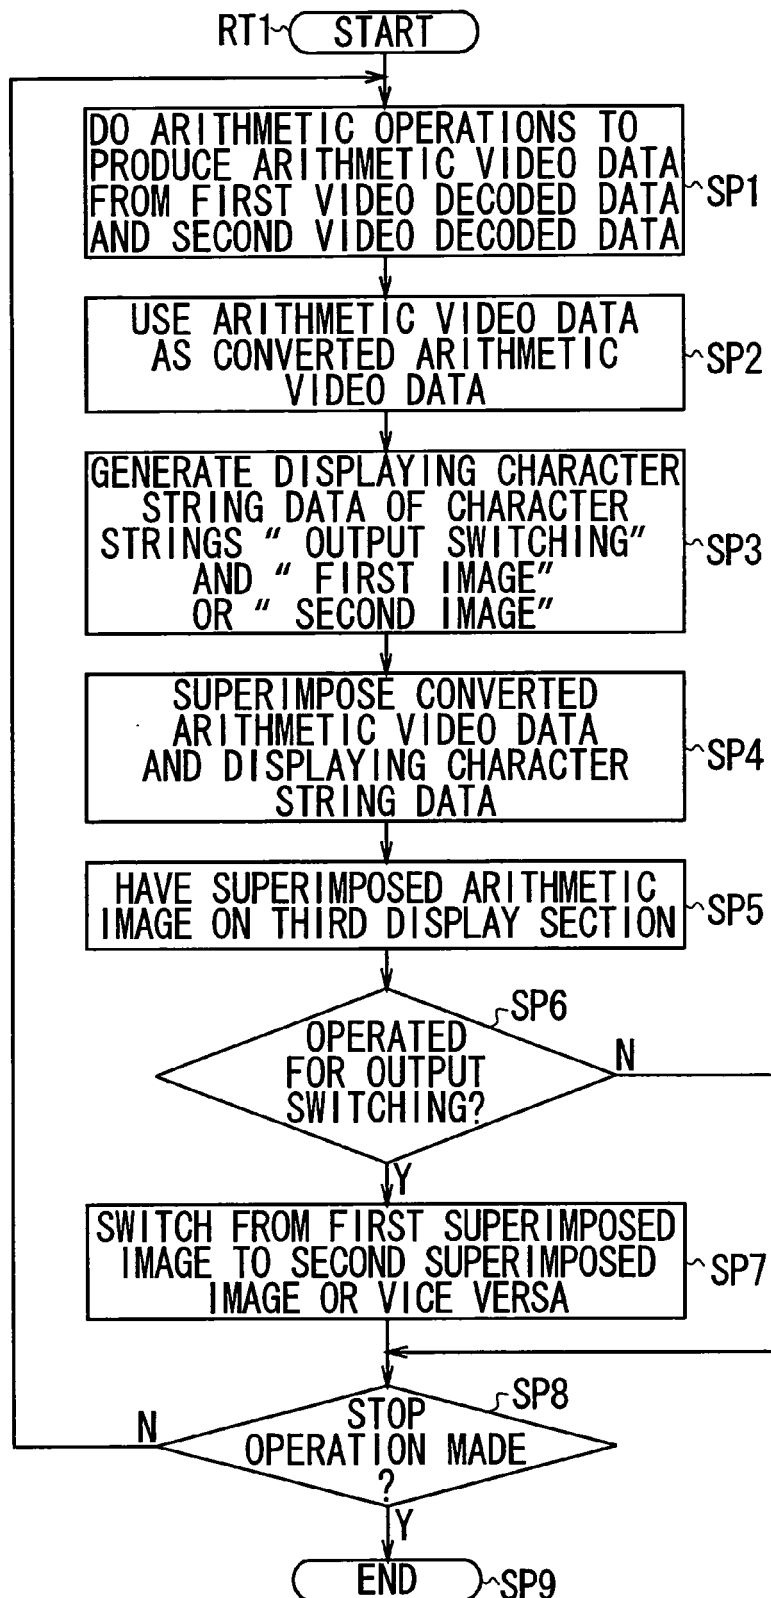 RT1
START
DO ARITHMETIC OPERATIONS TO
PRODUCE ARITHMETIC VIDEO DATA
FROM FIRST VIDEO DECODED DATA
AND SECOND VIDEO DECODED DATA
SP1
USE ARITHMETIC VIDEO DATA
AS CONVERTED ARITHMETIC
VIDEO DATA
SP2
GENERATE DISPLAYING CHARACTER
STRING DATA OF CHARACTER
STRINGS " OUTPUT SWITCHING"
AND " FIRST IMAGE"
OR " SECOND IMAGE"
SP3
SUPERIMPOSE CONVERTED
ARITHMETIC VIDEO DATA
AND DISPLAYING CHARACTER
STRING DATA
SP4
HAVE SUPERIMPOSED ARITHMETIC
IMAGE ON THIRD DISPLAY SECTION
SP5
SP6
OPERATED
FOR OUTPUT
SWITCHING?
N
Y
SWITCH FROM FIRST SUPERIMPOSED
IMAGE TO SECOND SUPERIMPOSED
IMAGE OR VICE VERSA
SP7
SP8
N
STOP
OPERATION MADE
?
Y
END
SP9